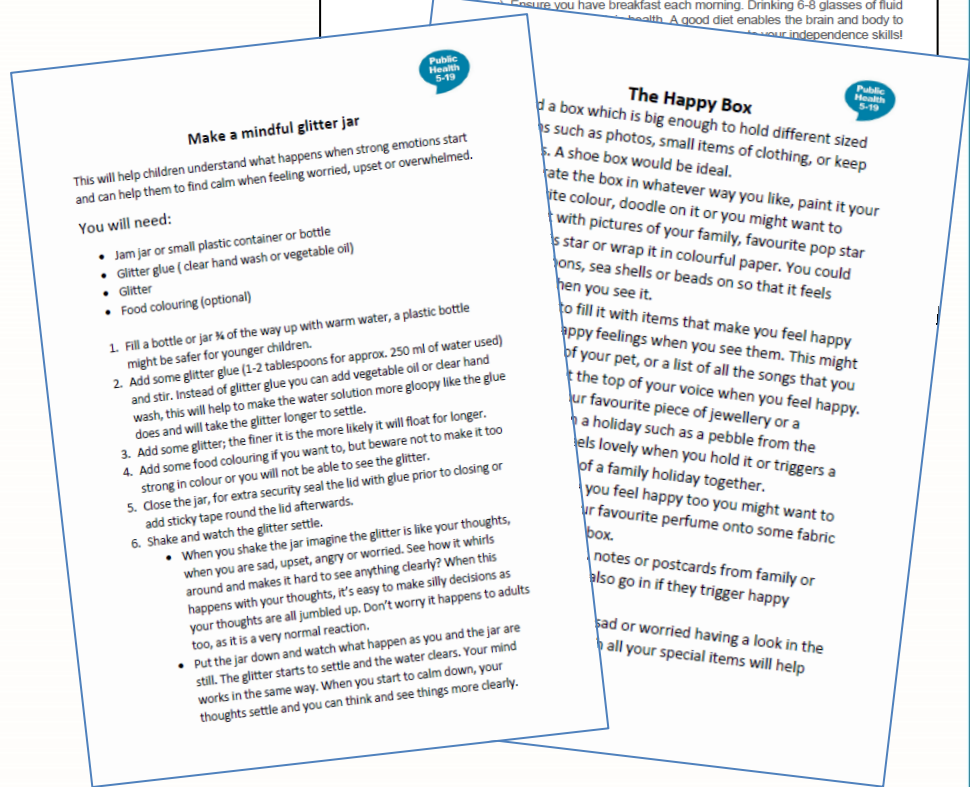 Ensure you have breakfast each morning. Drinking 6-8 glasses of fluid
health. A good diet enables the brain and body to
your independence skills!
Public
Health
5-19
Make a mindful glitter jar
This will help children understand what happens when strong emotions start
and can help them to find calm when feeling worried, upset or overwhelmed.
You will need:
• Jam jar or small plastic container or bottle
• Glitter glue ( clear hand wash or vegetable oil)
• Glitter
• Food colouring (optional)
1. Fill a bottle or jar ¾ of the way up with warm water, a plastic bottle
might be safer for younger children.
2. Add some glitter glue (1-2 tablespoons for approx. 250 ml of water used)
and stir. Instead of glitter glue you can add vegetable oil or clear hand
wash, this will help to make the water solution more gloopy like the glue
does and will take the glitter longer to settle.
3. Add some glitter; the finer it is the more likely it will float for longer.
4. Add some food colouring if you want to, but beware not to make it too
strong in colour or you will not be able to see the glitter.
5. Close the jar, for extra security seal the lid with glue prior to closing or
add sticky tape round the lid afterwards.
6. Shake and watch the glitter settle.
• When you shake the jar imagine the glitter is like your thoughts,
when you are sad, upset, angry or worried. See how it whirls
around and makes it hard to see anything clearly? When this
happens with your thoughts, it's easy to make silly decisions as
your thoughts are all jumbled up. Don't worry it happens to adults
too, as it is a very normal reaction.
• Put the jar down and watch what happen as you and the jar are
still. The glitter starts to settle and the water clears. Your mind
works in the same way. When you start to calm down, your
thoughts settle and you can think and see things more clearly.
Public
Health
5-19
The Happy Box
a box which is big enough to hold different sized
such as photos, small items of clothing, or keep
. A shoe box would be ideal.
the box in whatever way you like, paint it your
colour, doodle on it or you might want to
with pictures of your family, favourite pop star
star or wrap it in colourful paper. You could
sea shells or beads on so that it feels
when you see it.
to fill it with items that make you feel happy
happy feelings when you see them. This might
of your pet, or a list of all the songs that you
the top of your voice when you feel happy.
favourite piece of jewellery or a
a holiday such as a pebble from the
feels lovely when you hold it or triggers a
of a family holiday together.
you feel happy too you might want to
favourite perfume onto some fabric
box.
notes or postcards from family or
also go in if they trigger happy
sad or worried having a look in the
all your special items will help